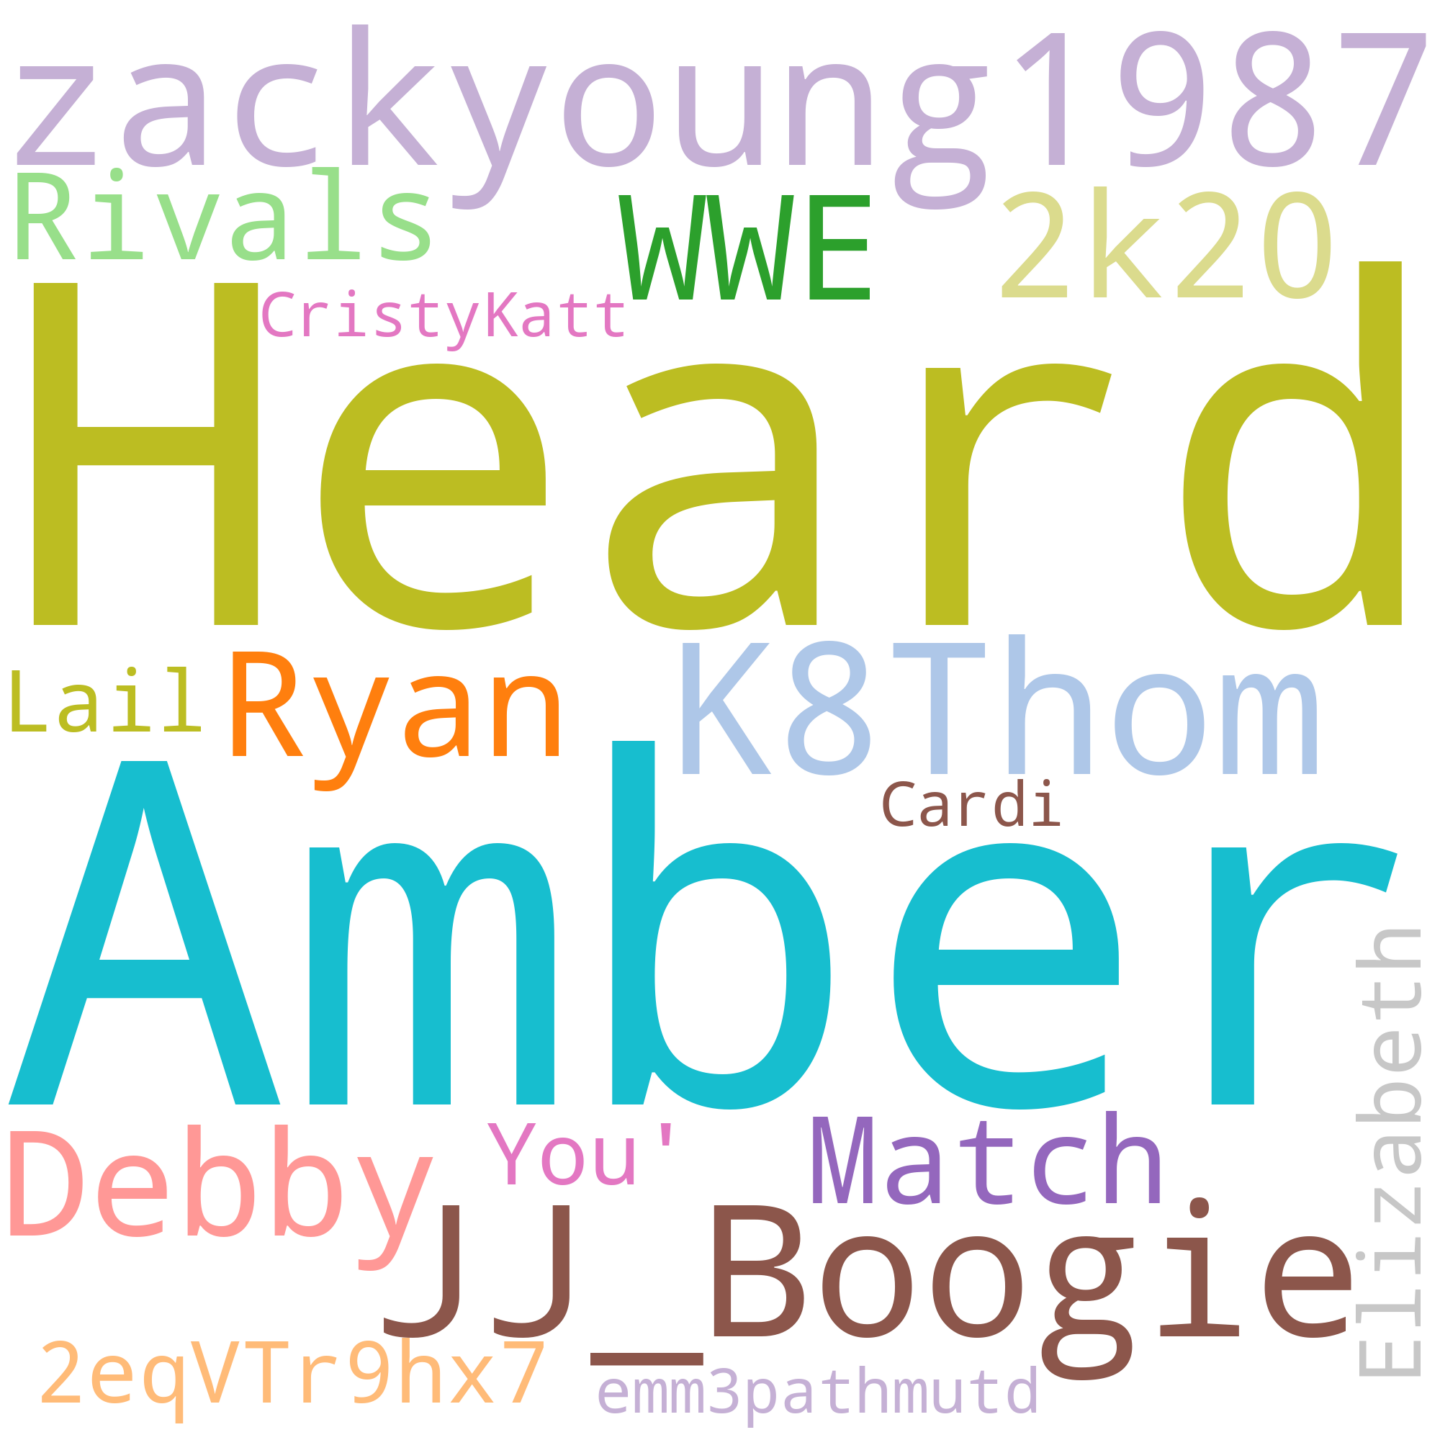 zackyoung1987
Rivals
WWE
2k20
CristyKatt
Heard
Lail
Ryan
K8Thom
Cardi
Amber
Elizabeth
Debby
You'
Match
JJ_Boogie
2eqVTr9hx7
emm3pathmutd